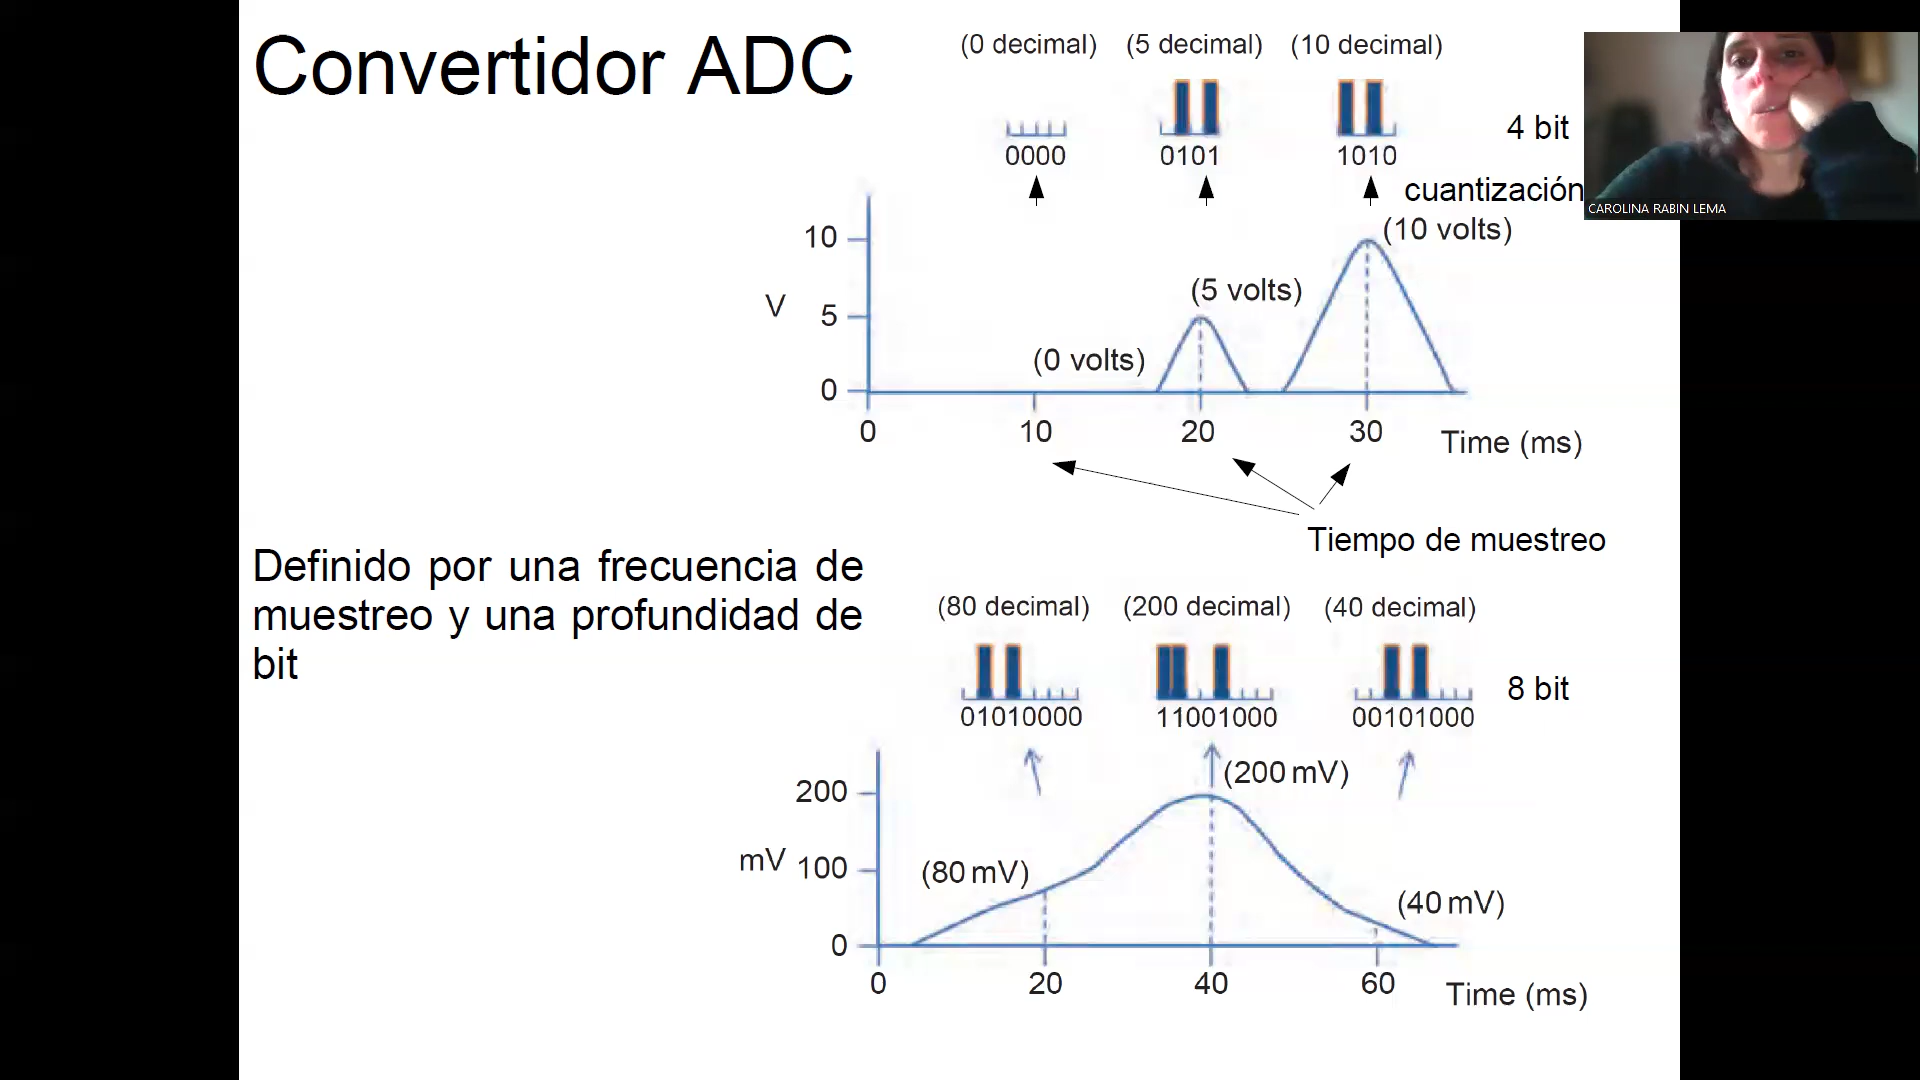 Convertidor ADC
(0 decimal) (5 decimal) (10 decimal)
0000 0101 1010
4 bit
cuantización
CAROLINA RABIN LEMA
(10 volts)
10
(5 volts)
V
5
(0 volts)
0
0 10 20 30
Time (ms)
Tiempo de muestreo
Definido por una frecuencia de
muestreo y una profundidad de
bit
(80 decimal) (200 decimal) (40 decimal)
8 bit
01010000 11001000 00101000
(200 mV)
200
mV
100
(80 mV)
(40 mV)
0
0 20 40 60
Time (ms)